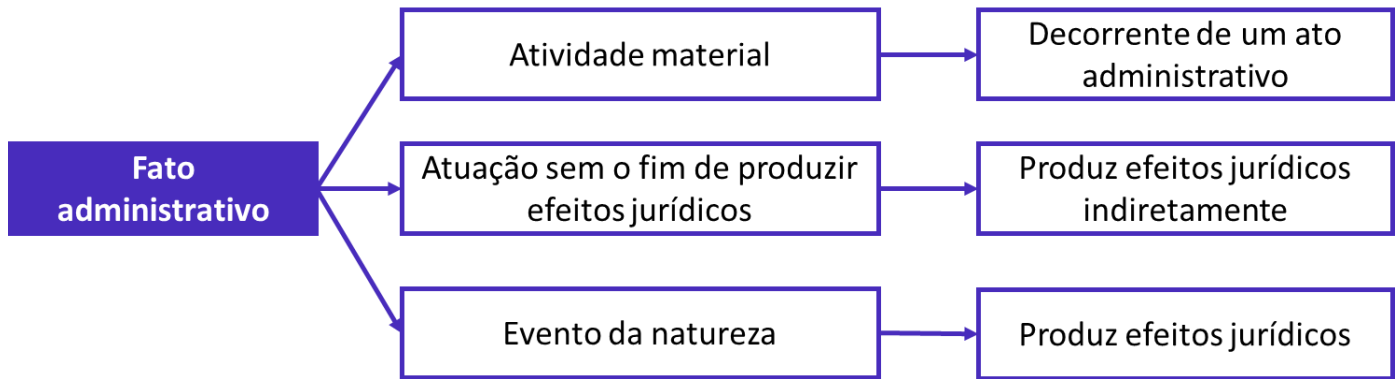 Atividade material
Decorrente de um ato
administrativo
Fato
administrativo
Atuação sem o fim de produzir
efeitos jurídicos
Produz efeitos jurídicos
indiretamente
Evento da natureza
Produz efeitos jurídicos